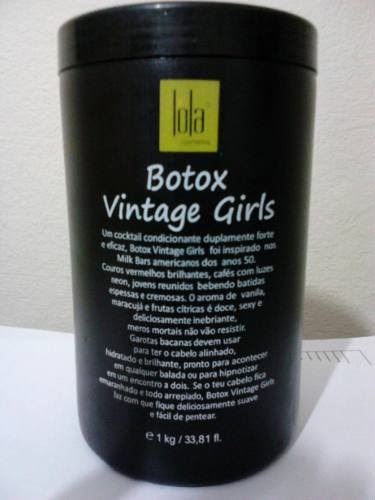 lola
cosmetics
Botox
Vintage Girls
Um cocktail condicionante duplamente forte
e eficaz, Botox Vintage Girls foi inspirado nos
Milk Bars americanos dos anos 50.
Couros vermelhos brilhantes, cafés com luzes
neon, jovens reunidos bebendo batidas
espessas e cremosas. O aroma de vanila,
maracujá e frutas cítricas é doce, sexy e
deliciosamente inebriante,
meros mortais não vão resistir.
Garotas bacanas devem usar
para ter o cabelo alinhado,
hidratado e brilhante, pronto para acontecer
em qualquer balada ou para hipnotizar
em um encontro a dois. Se o teu cabelo fica
emaranhado e todo arrepiado, Botox Vintage Girls
faz com que fique deliciosamente suave
e fácil de pentear.
e 1 kg / 33,81 fl.